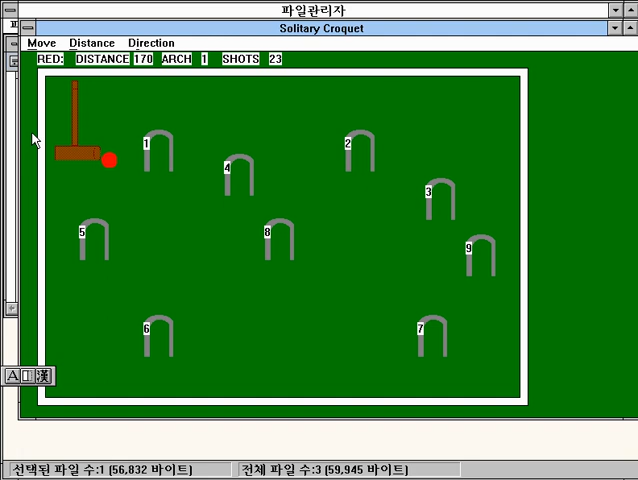 파일관리자
Solitary Croquet
Move Distance Direction
RED: DISTANCE 170 ARCH 1 SHOTS 23
1
2
4
3
5
8
9
6
7
A 漢
선택된 파일 수:1 (56,832 바이트) 전체 파일 수:3 (59,945 바이트)